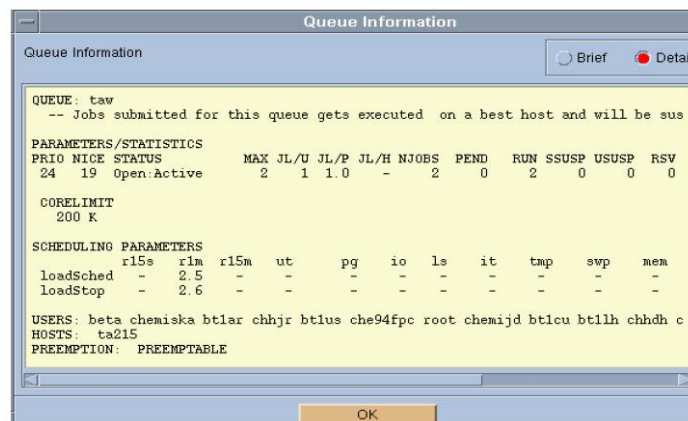 Queue Information
Queue Information
Brief
Detai
QUEUE: taw
-- Jobs submitted for this queue gets executed on a best host and will be sus
PARAMETERS/STATISTICS
PRIO NICE STATUS MAX JL/U JL/P JL/H NJOBS PEND RUN SSUSP USUSP RSV
24 19 Open:Active 2 1 1.0 - 2 0 2 0 0 0
CORELIMIT
200 K
SCHEDULING PARAMETERS
r15s r1m r15m ut pg io ls it tmp swp mem
loadSched - 2.5 - - - - - - - - -
loadStop - 2.6 - - - - - - - - -
USERS: beta chemiska bt1ar chhjr bt1us che94fpc root chemijd bt1cu bt1lh chhdh c
HOSTS: ta215
PREEMPTION: PREEMPTABLE
OK